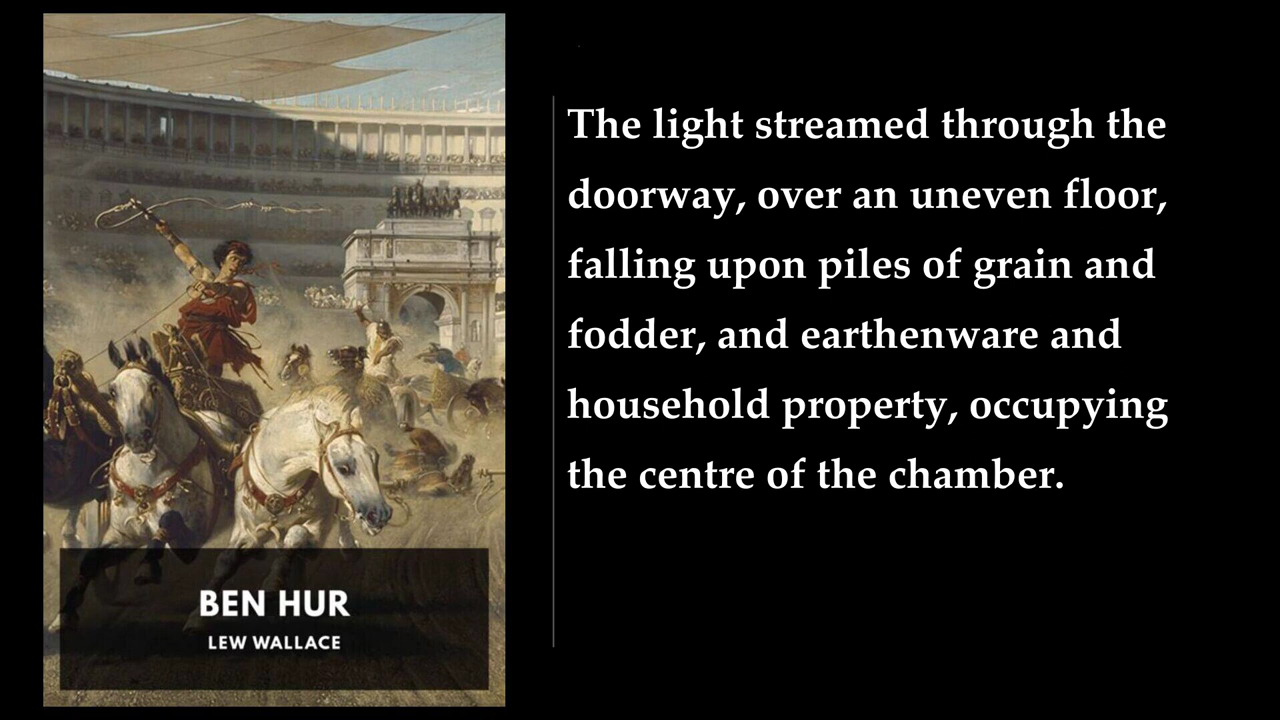 BEN HUR
LEW WALLACE
The light streamed through the
doorway, over an uneven floor,
falling upon piles of grain and
fodder, and earthenware and
household property, occupying
the centre of the chamber.